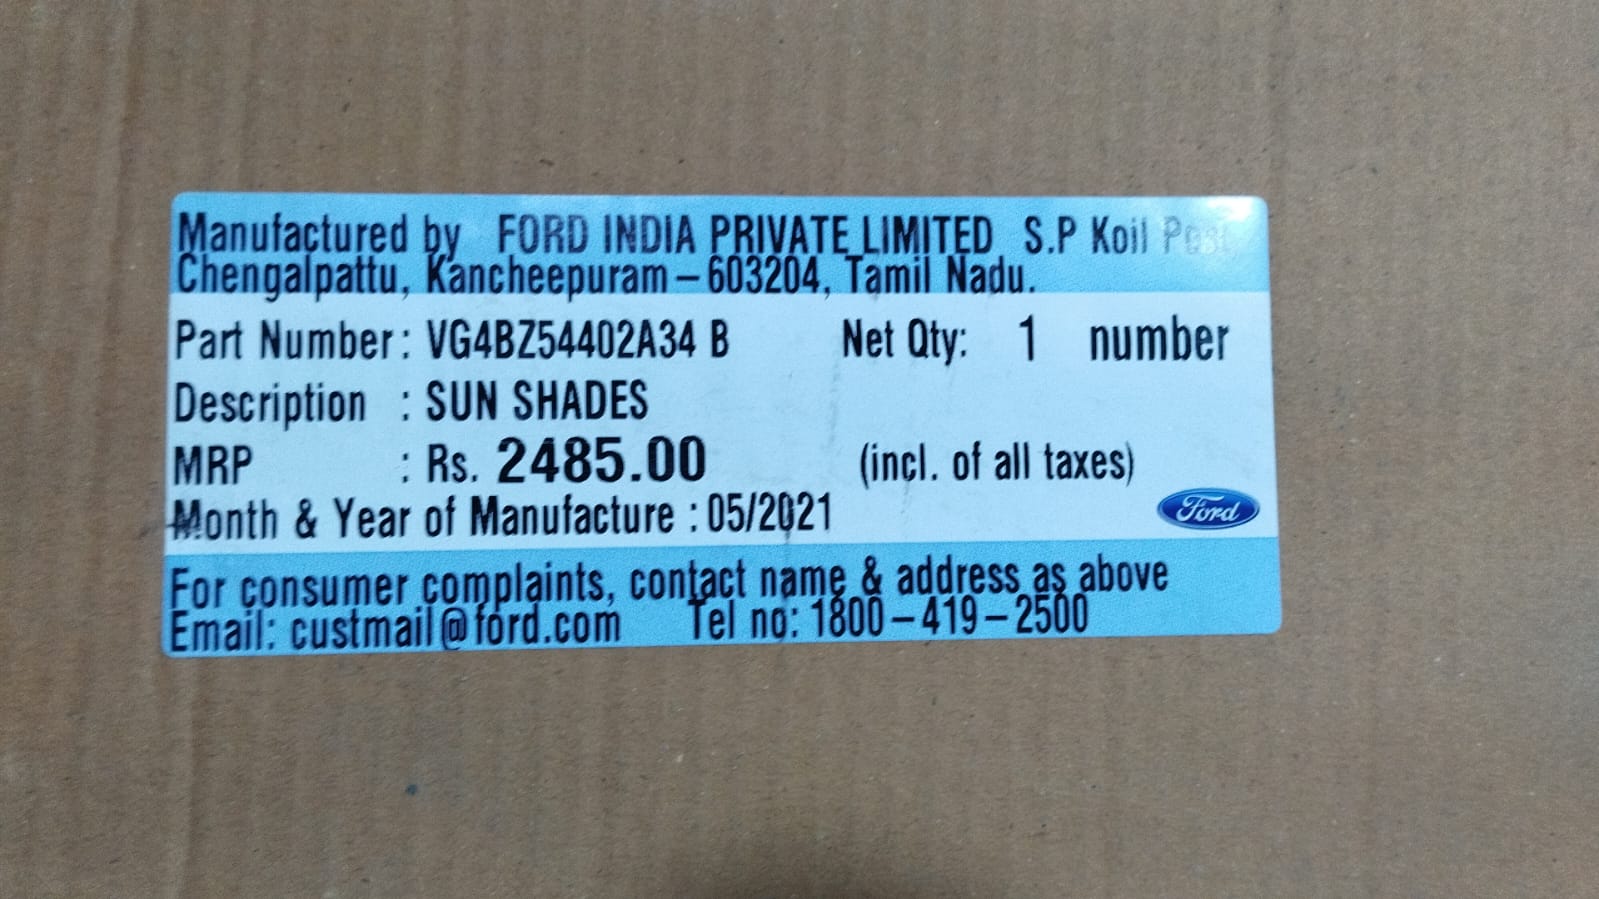 Manufactured by FORD INDIA PRIVATE LIMITED S.P Koil Post,
Chengalpattu, Kancheepuram – 603204, Tamil Nadu.
Part Number : VG4BZ54402A34 B Net Qty: 1 number
Description : SUN SHADES
MRP : Rs. 2485.00 (incl. of all taxes)
Month & Year of Manufacture : 05/2021
Ford
For consumer complaints, contact name & address as above
Email: custmail@ford.com Tel no: 1800–419–2500